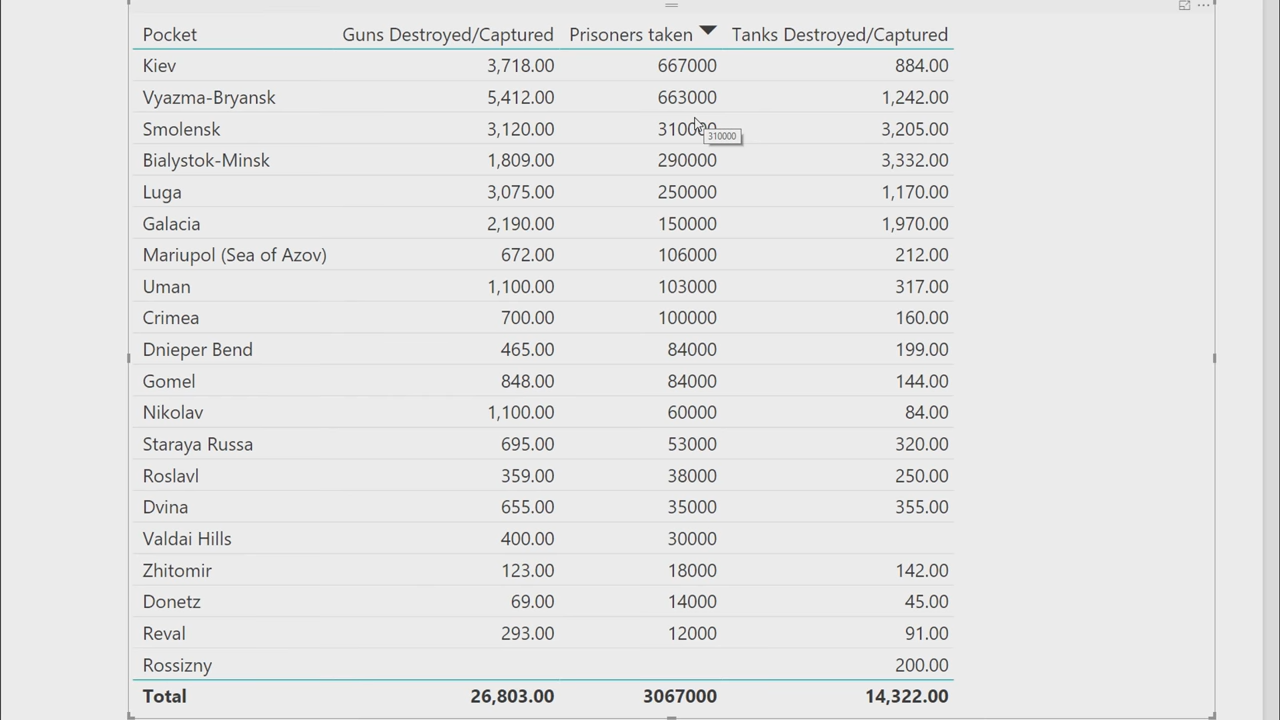 Pocket Guns Destroyed/Captured Prisoners taken Tanks Destroyed/Captured
Kiev 3,718.00 667000 884.00
Vyazma-Bryansk 5,412.00 663000 1,242.00
Smolensk 3,120.00 310000 3,205.00
310000
Bialystok-Minsk 1,809.00 290000 3,332.00
Luga 3,075.00 250000 1,170.00
Galacia 2,190.00 150000 1,970.00
Mariupol (Sea of Azov) 672.00 106000 212.00
Uman 1,100.00 103000 317.00
Crimea 700.00 100000 160.00
Dnieper Bend 465.00 84000 199.00
Gomel 848.00 84000 144.00
Nikolav 1,100.00 60000 84.00
Staraya Russa 695.00 53000 320.00
Roslavl 359.00 38000 250.00
Dvina 655.00 35000 355.00
Valdai Hills 400.00 30000
Zhitomir 123.00 18000 142.00
Donetz 69.00 14000 45.00
Reval 293.00 12000 91.00
Rossizny 200.00
Total 26,803.00 3067000 14,322.00